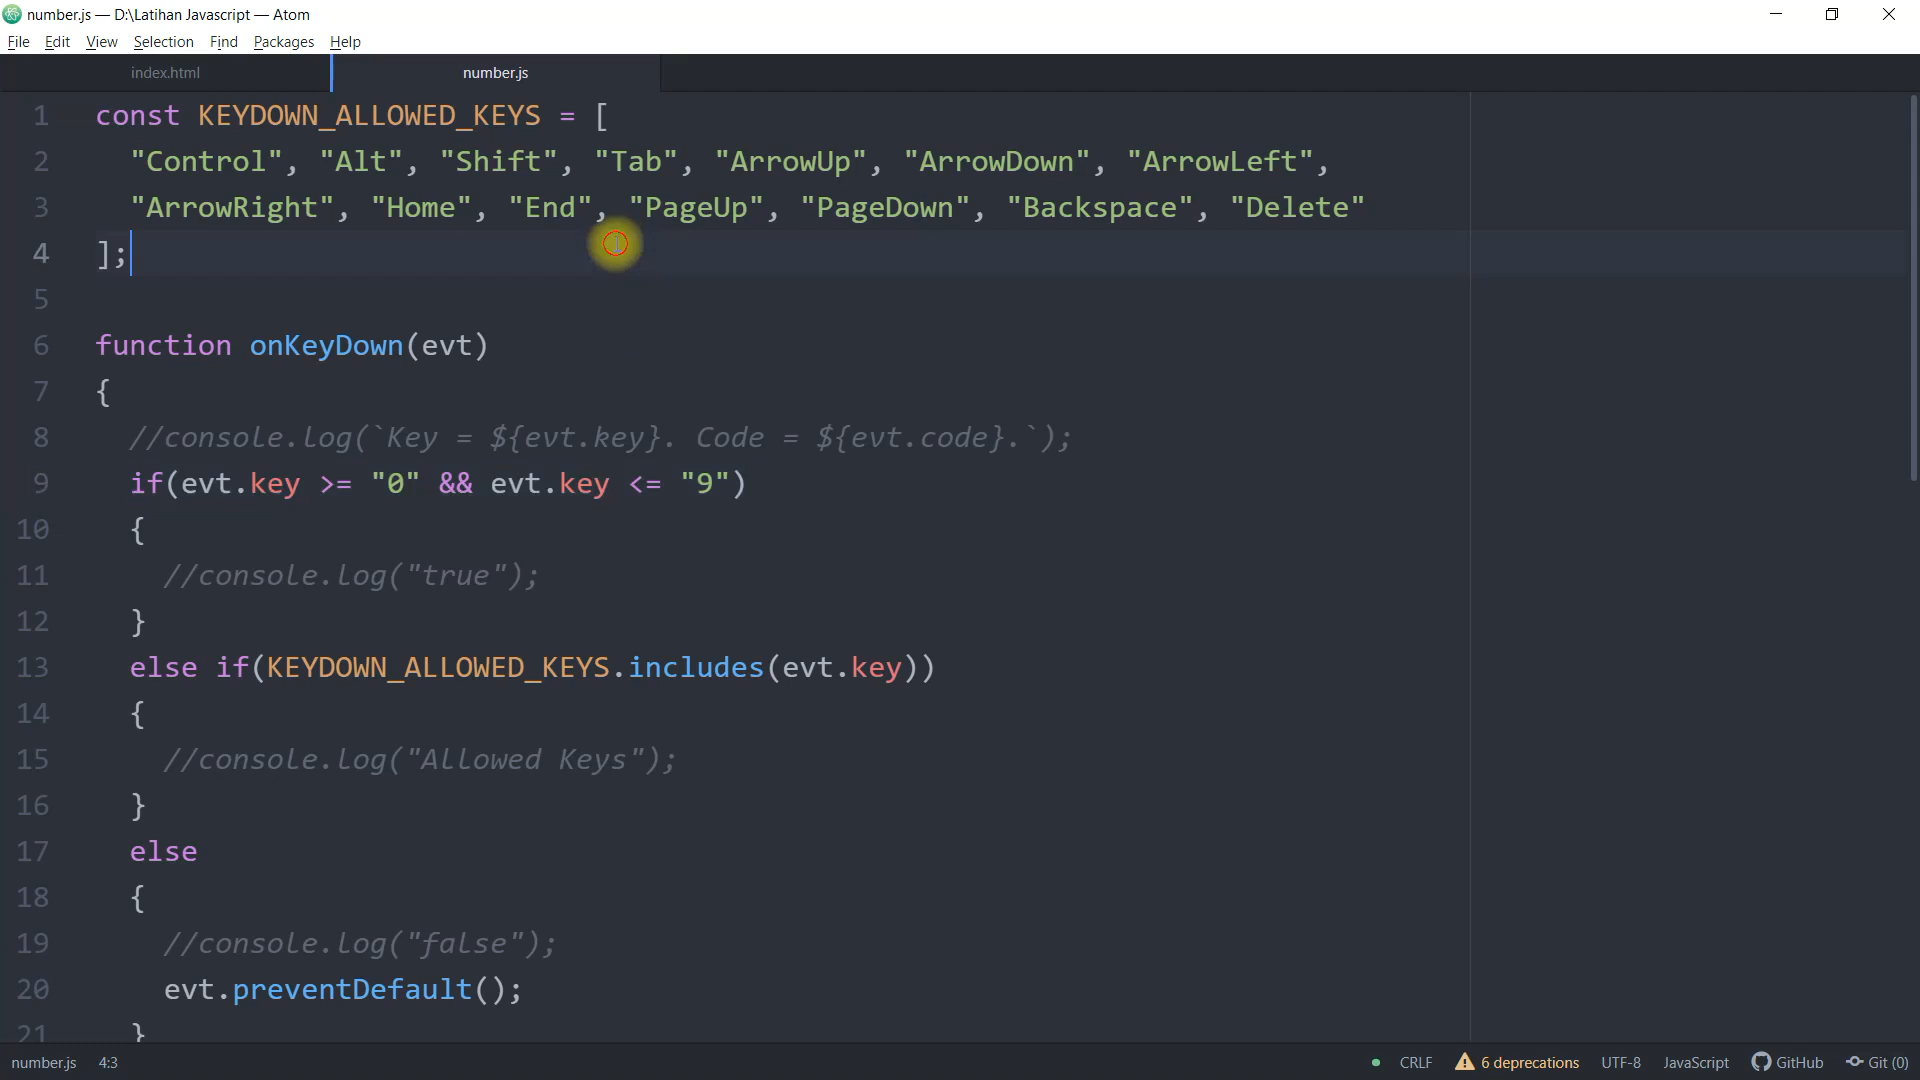 number.js — D:\Latihan Javascript — Atom
File Edit View Selection Find Packages Help
index.html number.js
1 const KEYDOWN_ALLOWED_KEYS = [
2 "Control", "Alt", "Shift", "Tab", "ArrowUp", "ArrowDown", "ArrowLeft",
3 "ArrowRight", "Home", "End", "PageUp", "PageDown", "Backspace", "Delete"
4 ];
5
6 function onKeyDown(evt)
7 {
8 //console.log(`Key = ${evt.key}. Code = ${evt.code}.`);
9 if(evt.key >= "0" && evt.key <= "9")
10 {
11 //console.log("true");
12 }
13 else if(KEYDOWN_ALLOWED_KEYS.includes(evt.key))
14 {
15 //console.log("Allowed Keys");
16 }
17 else
18 {
19 //console.log("false");
20 evt.preventDefault();
21 }
number.js 4:3 CRLF 6 deprecations UTF-8 JavaScript GitHub Git (0)